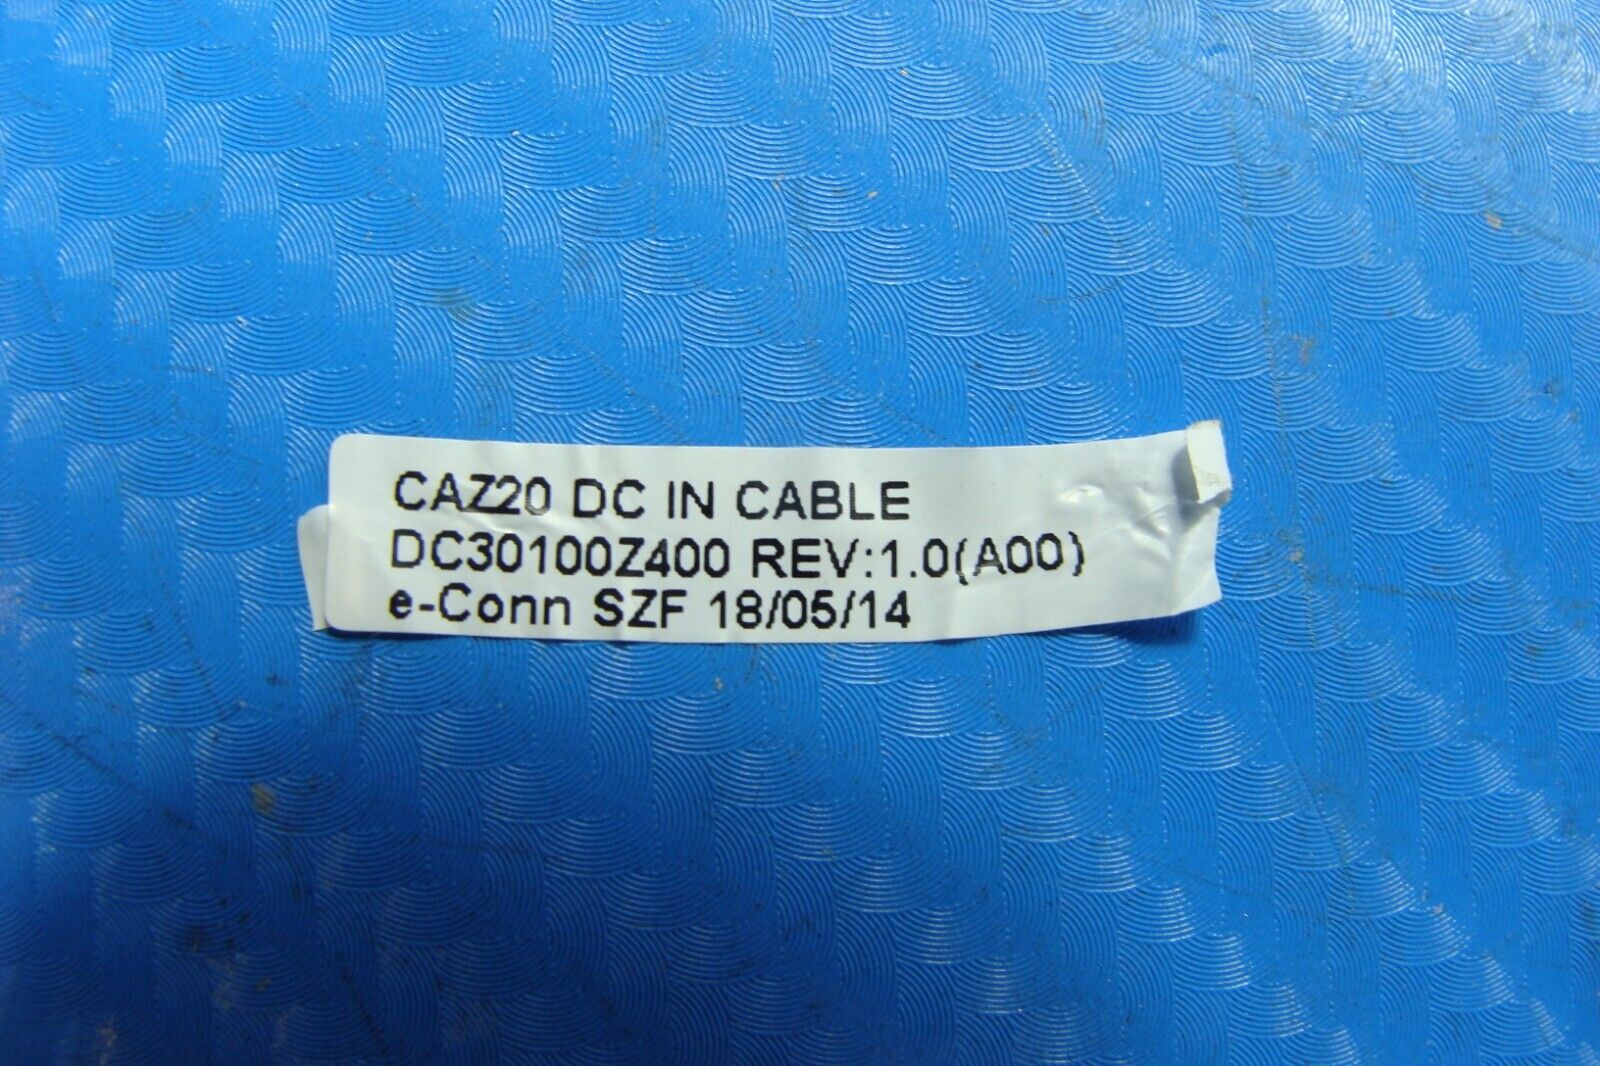 CAZ20 DC IN CABLE
DC30100Z400 REV:1.0(A00)
e-Conn SZF 18/05/14